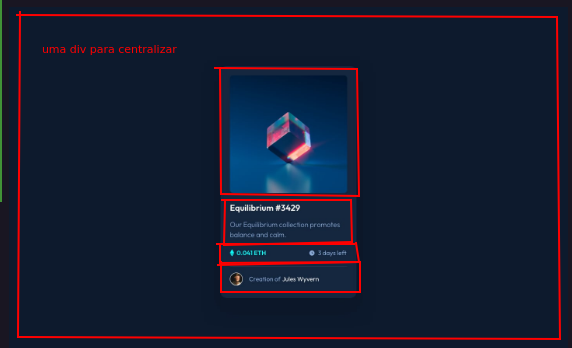 uma div para centralizar
Equilibrium #3429
Our Equilibrium collection promotes
balance and calm.
0.041 ETH 3 days left
Creation of Jules Wyvern